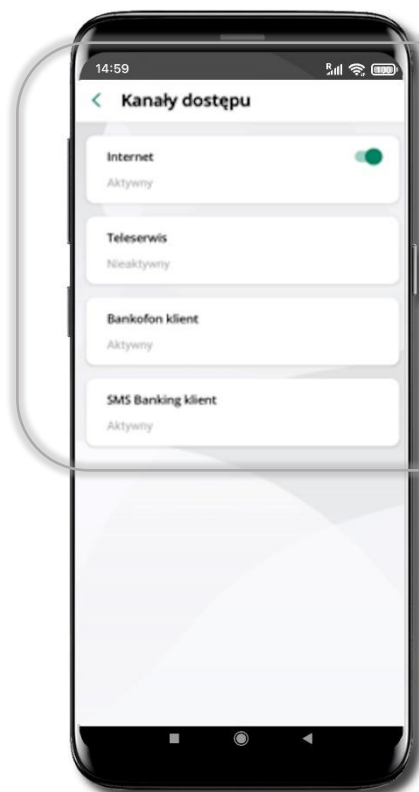 14:59
Kanały dostępu
Internet
Aktywny
Teleserwis
Nieaktywny
Bankofon klient
Aktywny
SMS Banking klient
Aktywny